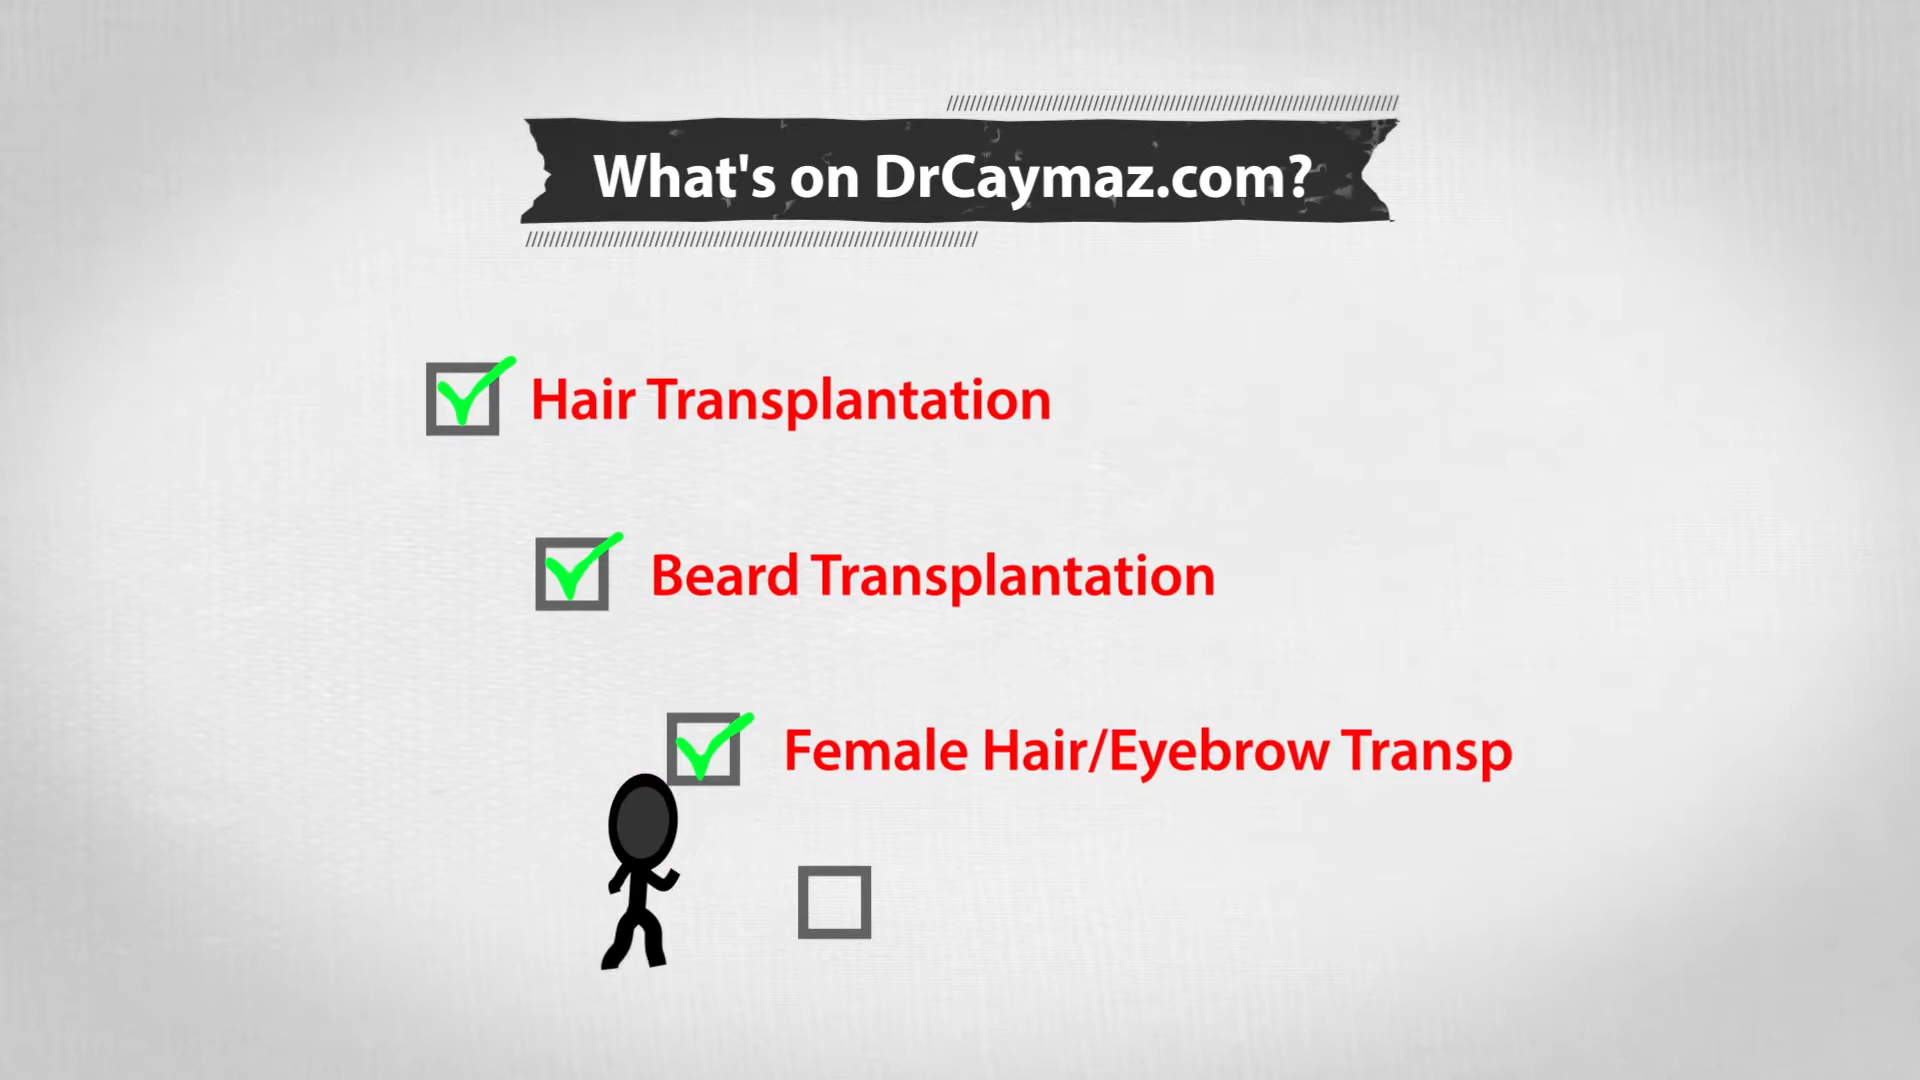 What's on DrCaymaz.com?
Hair Transplantation
Beard Transplantation
Female Hair/Eyebrow Transp